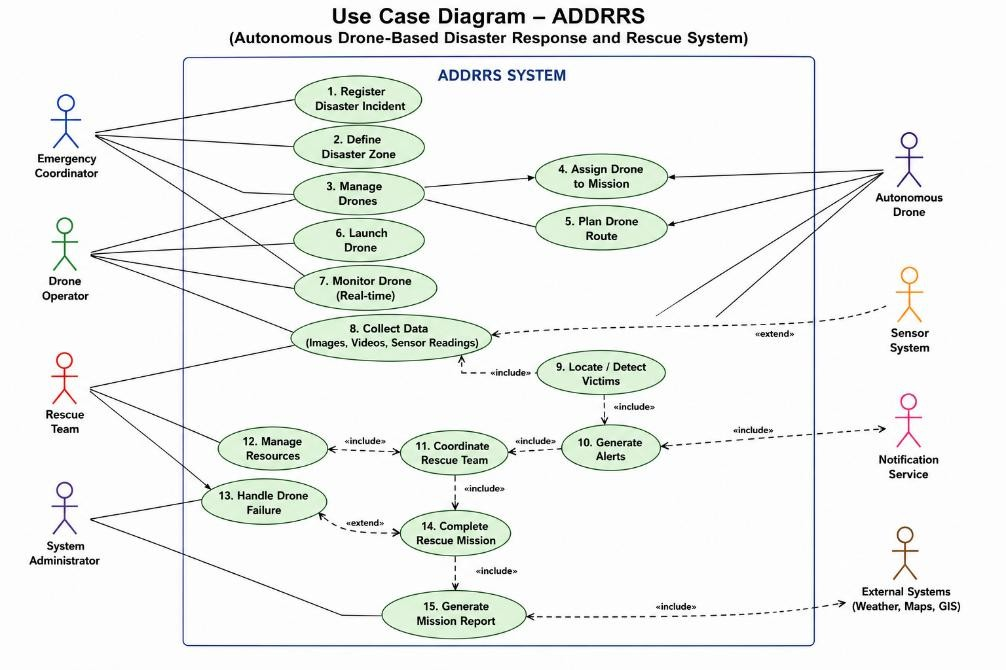 Use Case Diagram – ADDRRS
(Autonomous Drone-Based Disaster Response and Rescue System)
ADDRRS SYSTEM
Emergency
Coordinator
Drone
Operator
Rescue
Team
System
Administrator
1. Register
Disaster Incident
2. Define
Disaster Zone
3. Manage
Drones
4. Assign Drone
to Mission
5. Plan Drone
Route
6. Launch
Drone
7. Monitor Drone
(Real-time)
8. Collect Data
(Images, Videos, Sensor Readings)
«extend»
«include»
9. Locate / Detect
Victims
«include»
10. Generate
Alerts
«include»
«include»
11. Coordinate
Rescue Team
«include»
12. Manage
Resources
13. Handle Drone
Failure
«include»
«extend»
14. Complete
Rescue Mission
«include»
15. Generate
Mission Report
«include»
Autonomous
Drone
Sensor
System
Notification
Service
External Systems
(Weather, Maps, GIS)